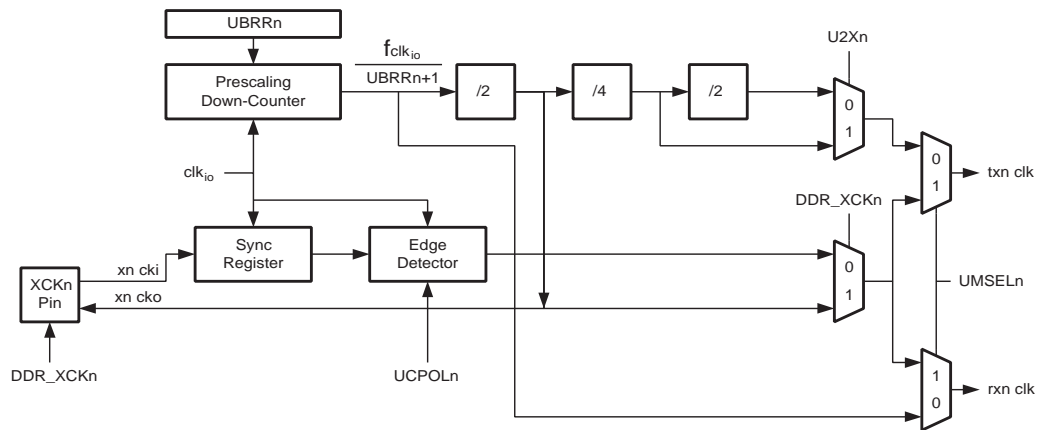 UBRRn
U2Xn
fclkio
UBRRn+1
Prescaling
Down-Counter
/2
/4
/2
0
1
clkio
0
1
txn clk
DDR_XCKn
Sync
Register
Edge
Detector
0
1
xn cki
XCKn
Pin
xn cko
UMSELn
DDR_XCKn
UCPOLn
1
0
rxn clk